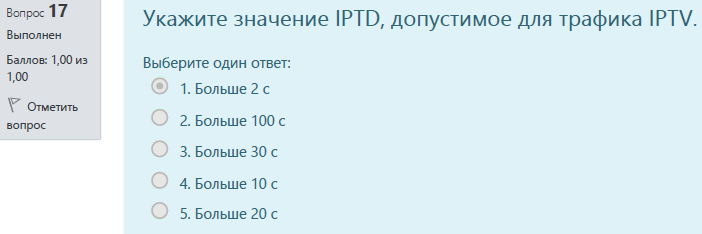 Вопрос 17
Выполнен
Баллов: 1,00 из
1,00
Отметить
вопрос
Укажите значение IPTD, допустимое для трафика IPTV.
Выберите один ответ:
1. Больше 2 с
2. Больше 100 с
3. Больше 30 с
4. Больше 10 с
5. Больше 20 с